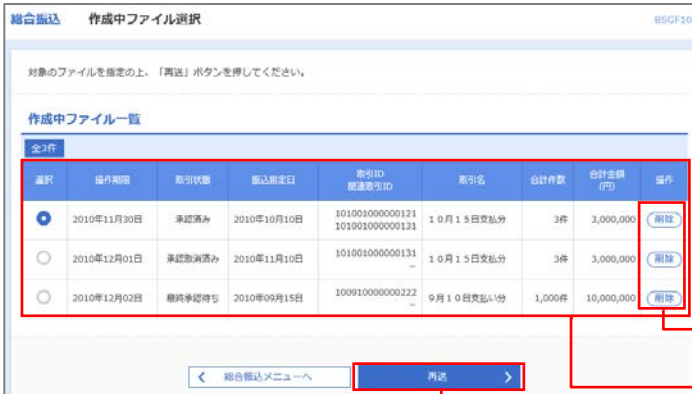 総合振込 作成中ファイル選択 BSGF10
対象のファイルを指定の上、「再送」ボタンを押してください。
作成中ファイル一覧
全3件
選択 操作期限 取引状態 振込指定日 取引ID 関連取引ID 取引名 合計件数 合計金額(円) 操作
2010年11月30日 承認済み 2010年10月10日 101001000000121 101001000000131 10月15日支払分 3件 3,000,000 削除
2010年12月01日 承認取消済み 2010年11月10日 101001000000131 – 10月15日支払分 3件 3,000,000 削除
2010年12月02日 最終承認待ち 2010年09月15日 100910000000222 – 9月10日支払い分 1,000件 10,000,000 削除
総合振込メニューへ 再送